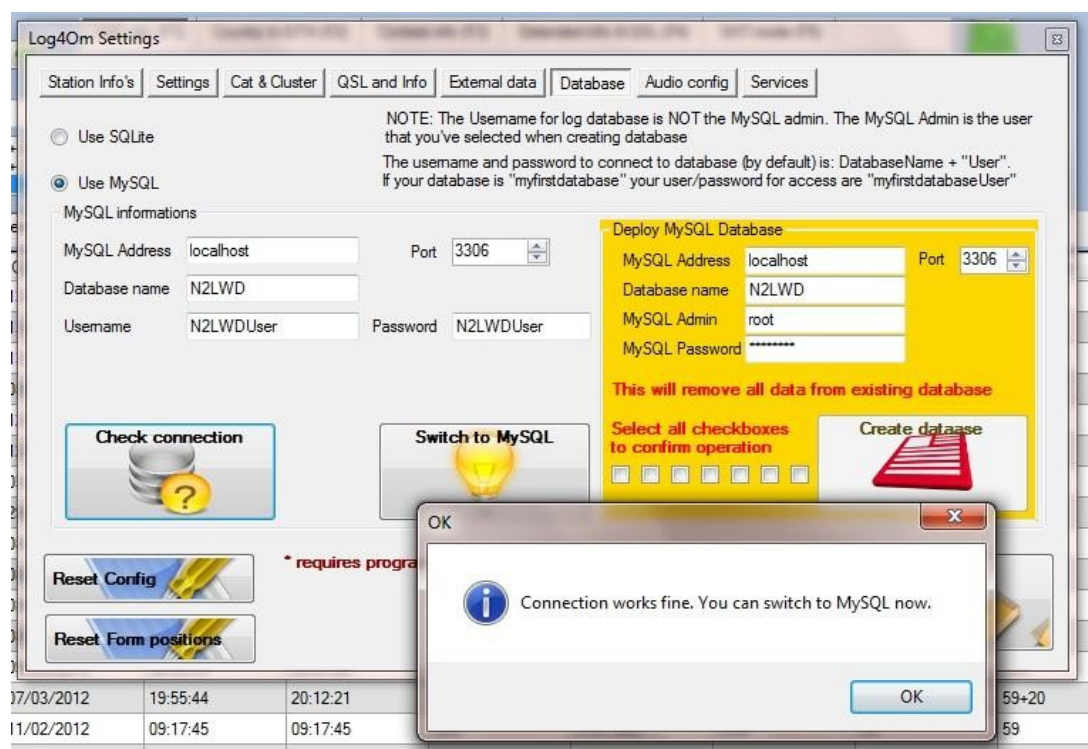 Log4Om Settings
Station Info's Settings Cat & Cluster QSL and Info External data Database Audio config Services
Use SQLite
NOTE: The Username for log database is NOT the MySQL admin. The MySQL Admin is the user
that you've selected when creating database
The username and password to connect to database (by default) is: DatabaseName + "User".
If your database is "myfirstdatabase" your user/password for access are "myfirstdatabaseUser"
Use MySQL
MySQL informations
MySQL Address localhost Port 3306
Database name N2LWD
Username N2LWDUser Password N2LWDUser
Deploy MySQL Database
MySQL Address localhost Port 3306
Database name N2LWD
MySQL Admin root
MySQL Password ********
This will remove all data from existing database
Select all checkboxes
to confirm operation
Create dataase
Check connection
Switch to MySQL
OK
Connection works fine. You can switch to MySQL now.
OK
Reset Config
* requires progra
Reset Form positions
07/03/2012 19:55:44 20:12:21 59+20
11/02/2012 09:17:45 09:17:45 59